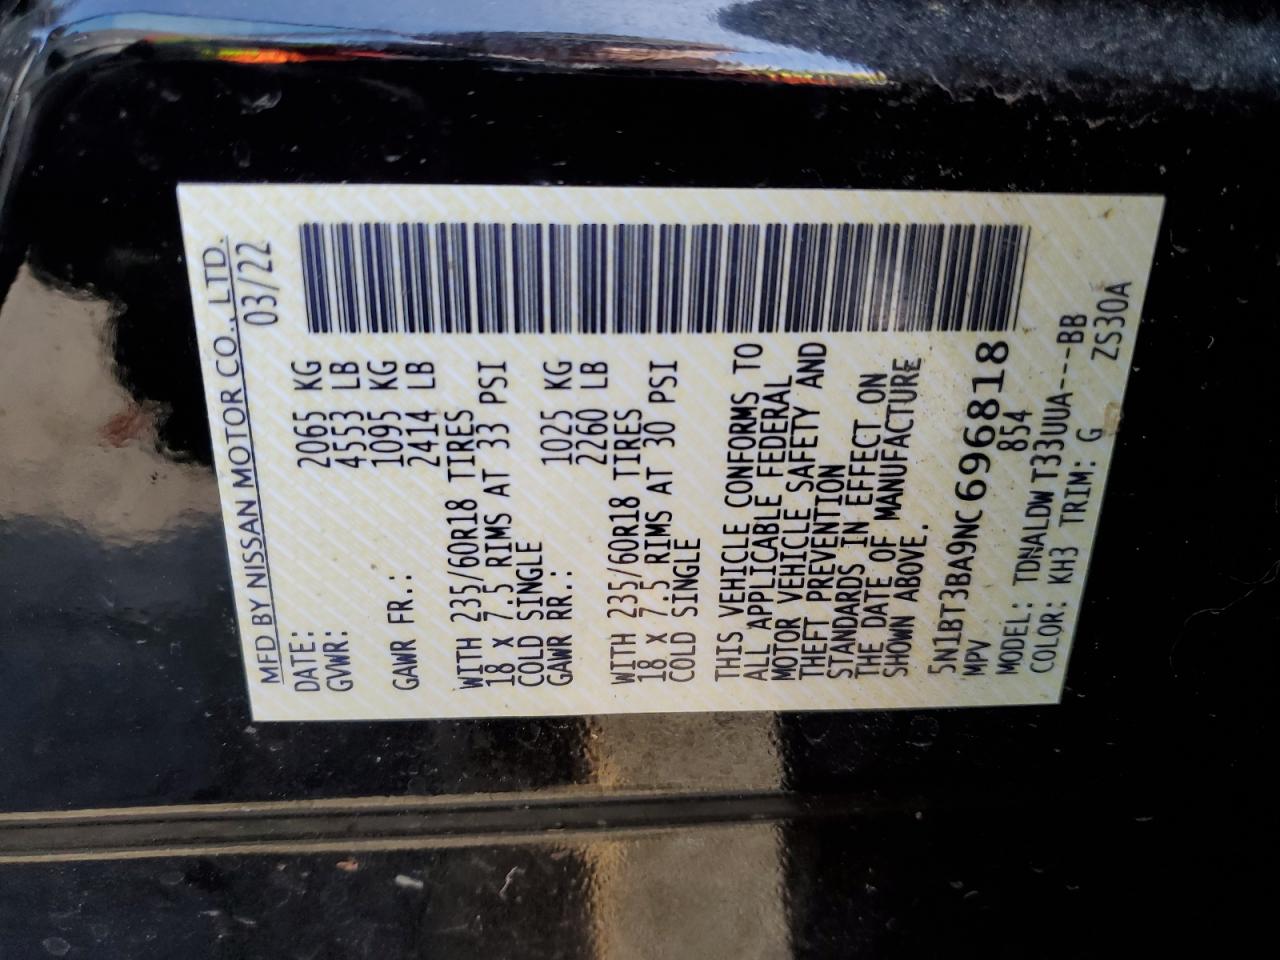 MFD BY NISSAN MOTOR CO., LTD.
DATE: 03/22
GVWR: 2065 KG
4553 LB
GAWR FR.: 1095 KG
2414 LB
WITH 235/60R18 TIRES
18 X 7.5 RIMS AT 33 PSI
COLD SINGLE
GAWR RR.: 1025 KG
2260 LB
WITH 235/60R18 TIRES
18 X 7.5 RIMS AT 30 PSI
COLD SINGLE
THIS VEHICLE CONFORMS TO
ALL APPLICABLE FEDERAL
MOTOR VEHICLE SAFETY AND
THEFT PREVENTION
STANDARDS IN EFFECT ON
THE DATE OF MANUFACTURE
SHOWN ABOVE.
5N1BT3BA9NC696818
MPV 854
MODEL: TDNALDWT33UUA---BB
COLOR: KH3 TRIM: G ZS30A